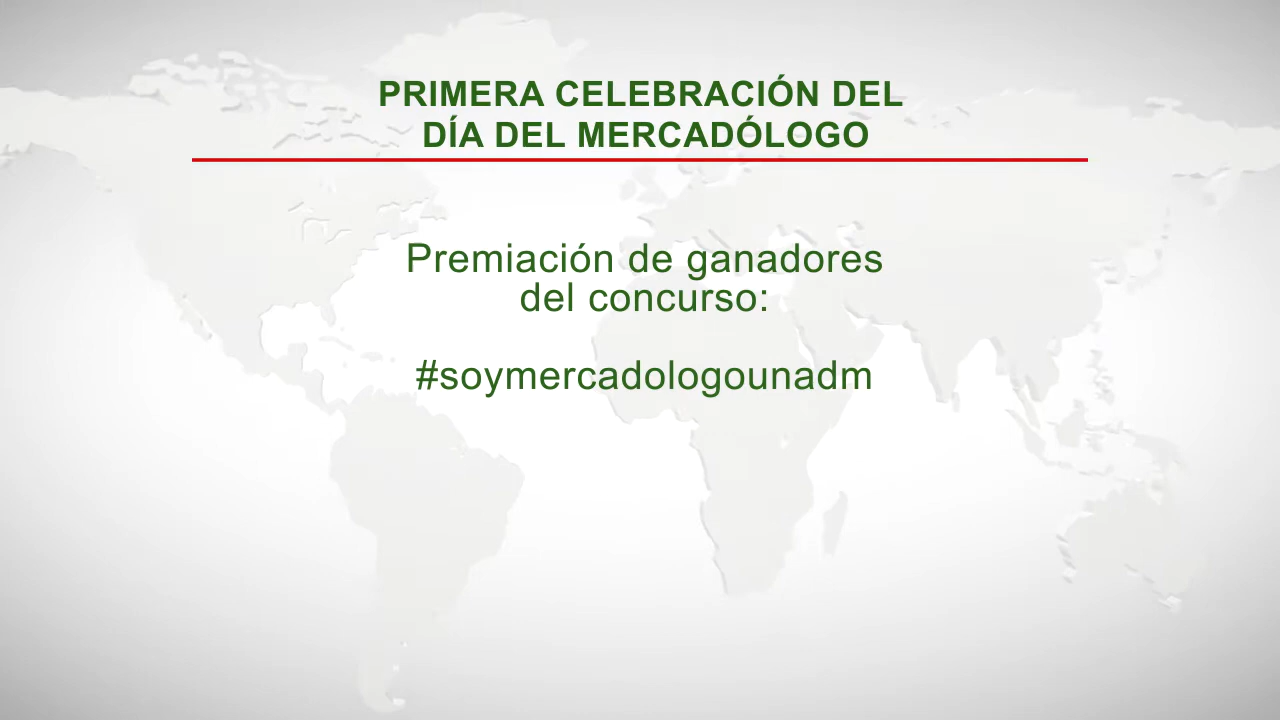 PRIMERA CELEBRACIÓN DEL
DÍA DEL MERCADÓLOGO
Premiación de ganadores
del concurso:
#soymercadologounadm